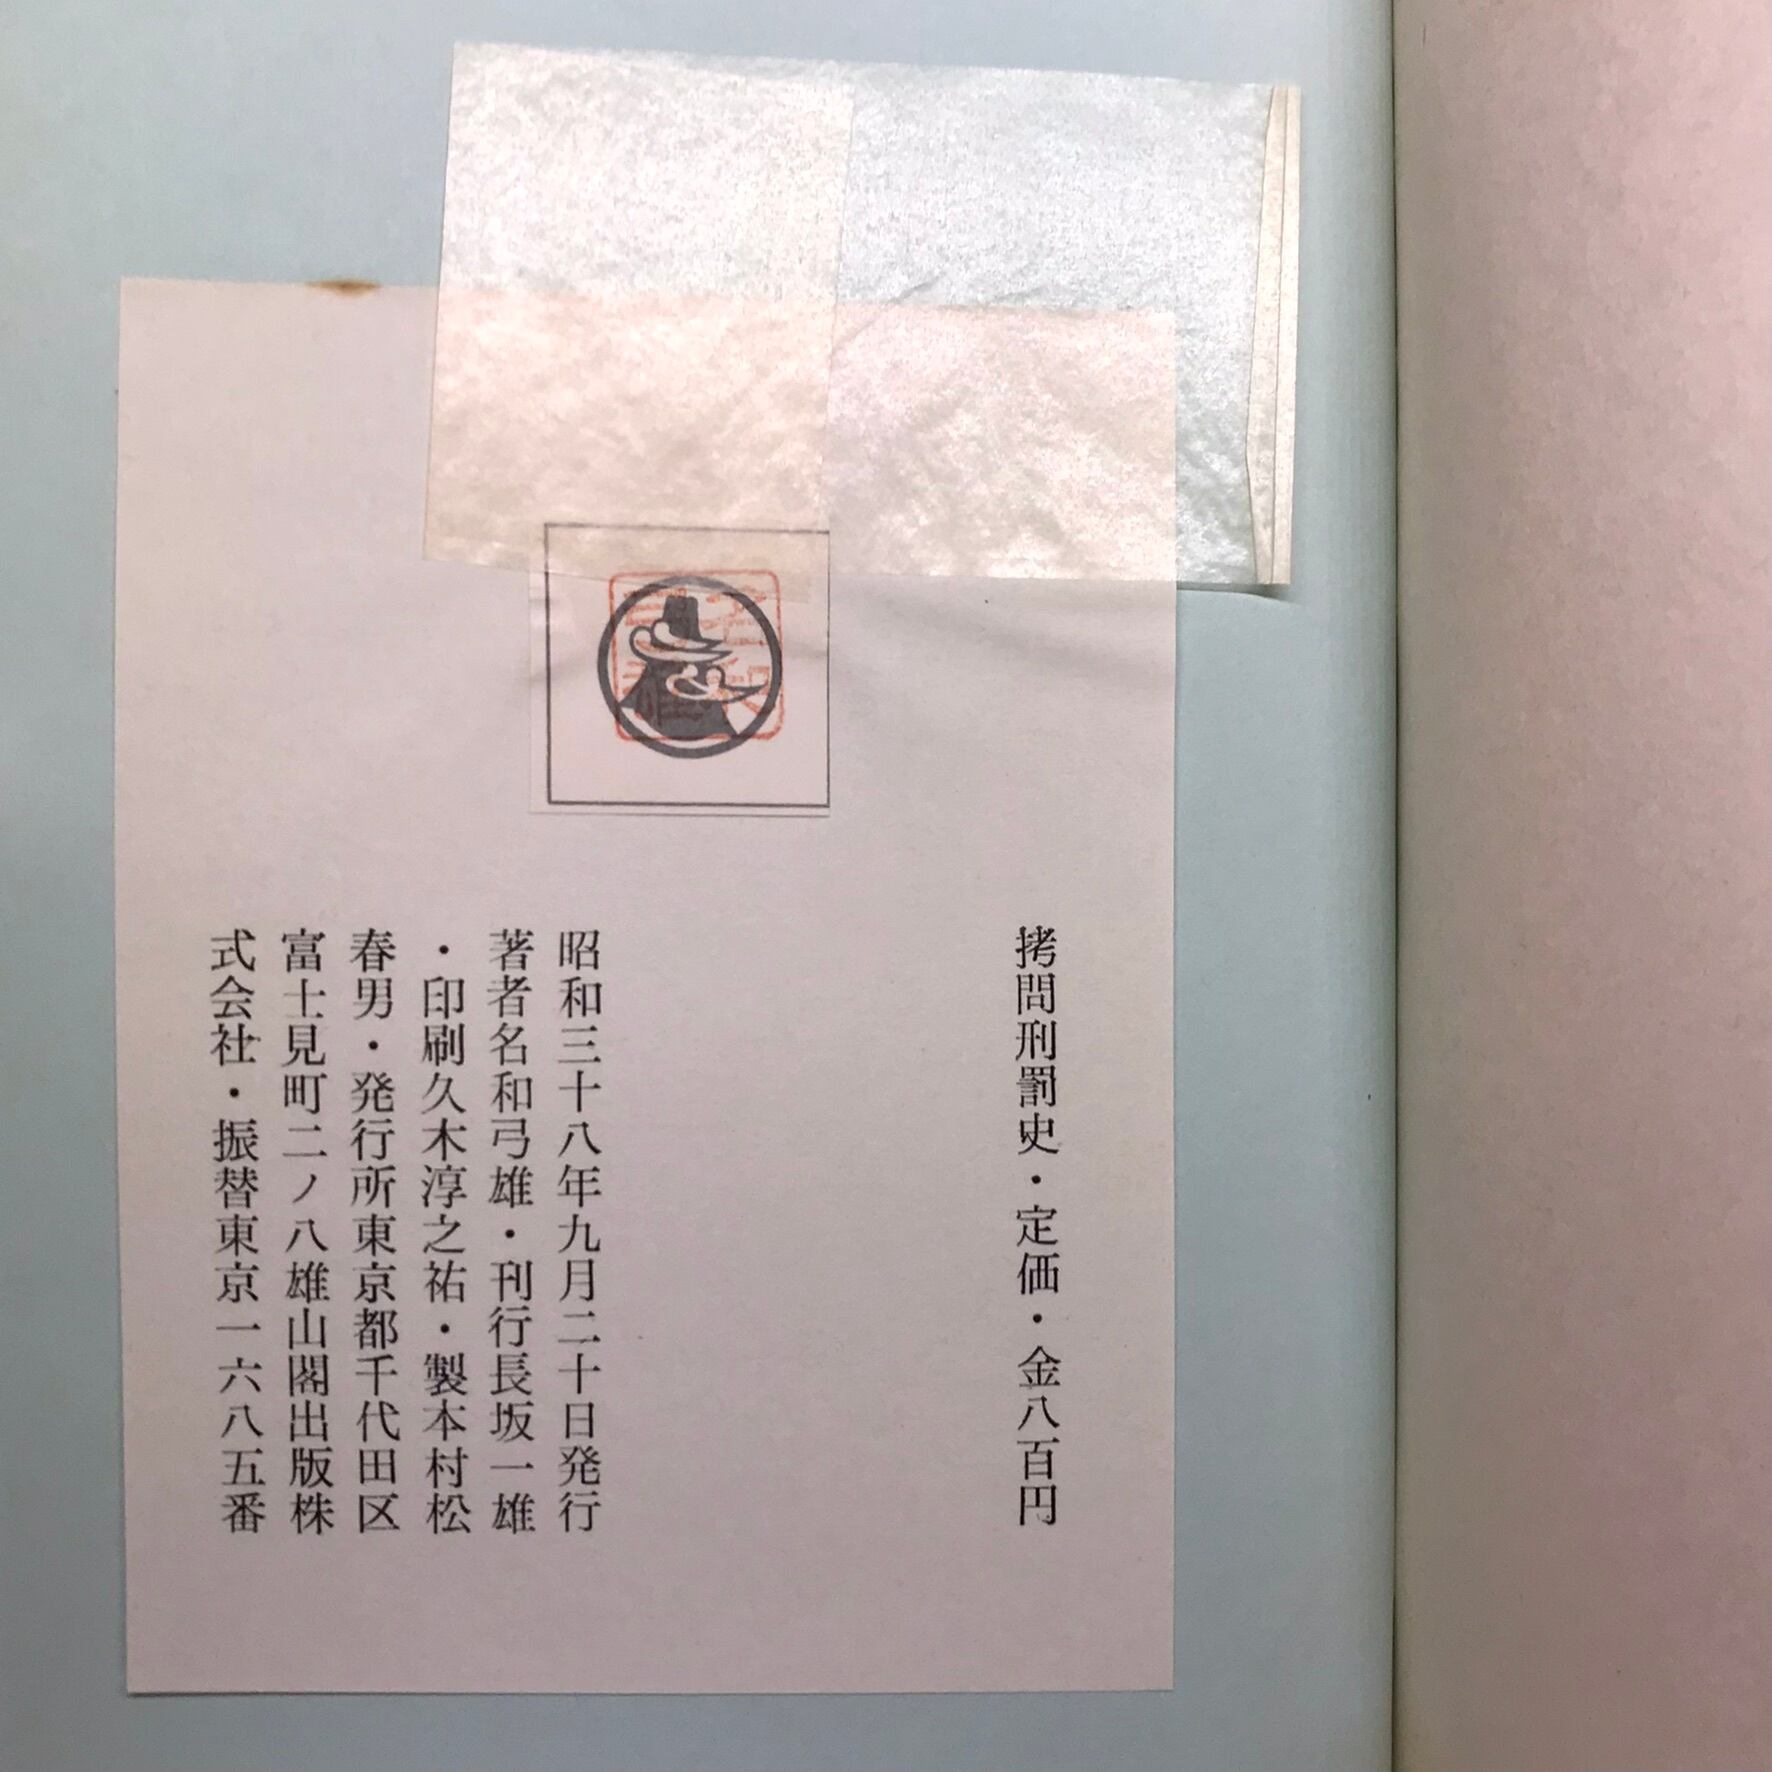 拷問刑罰史・定価・金八百円
昭和三十八年九月二十日発行
著者名和弓雄・刊行長坂一雄
・印刷久木淳之祐・製本村松
春男・発行所東京都千代田区
富士見町二ノ八雄山閣出版株
式会社・振替東京一六八五番